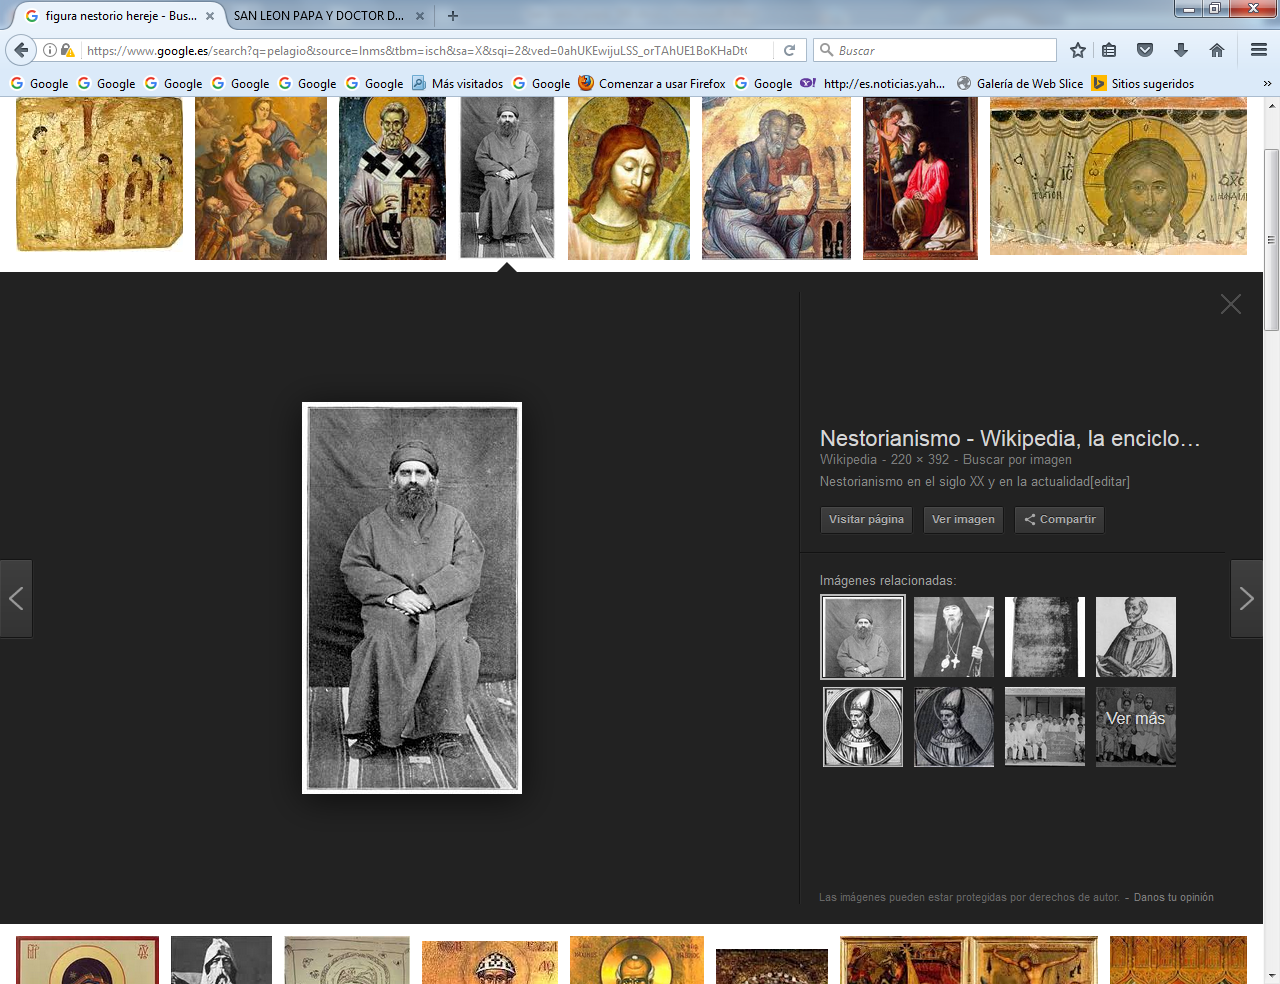 figura nestorio hereje - Bus...
SAN LEON PAPA Y DOCTOR D...
https://www.google.es/search?q=pelagio&source=lnms&tbm=isch&sa=X&sqi=2&ved=0ahUKEwijuLSS_orTAhUE1BoKHaDt
Buscar
Google
Google
Google
Google
Google
Google
Más visitados
Google
Comenzar a usar Firefox
Google
http://es.noticias.yah...
Galería de Web Slice
Sitios sugeridos
»
Nestorianismo - Wikipedia, la enciclo...
Wikipedia - 220 × 392 - Buscar por imagen
Nestorianismo en el siglo XX y en la actualidad[editar]
Visitar página
Ver imagen
Compartir
Imágenes relacionadas:
Ver más
Las imágenes pueden estar protegidas por derechos de autor. - Danos tu opinión